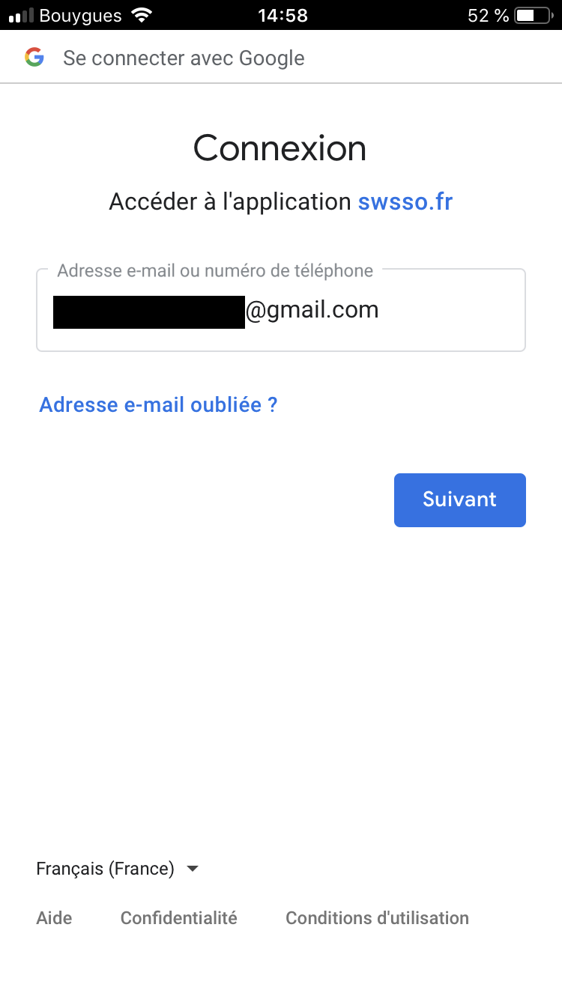 Bouygues 14:58 52 %
Se connecter avec Google
Connexion
Accéder à l'application swsso.fr
Adresse e-mail ou numéro de téléphone
@gmail.com
Adresse e-mail oubliée ?
Suivant
Français (France)
Aide Confidentialité Conditions d'utilisation